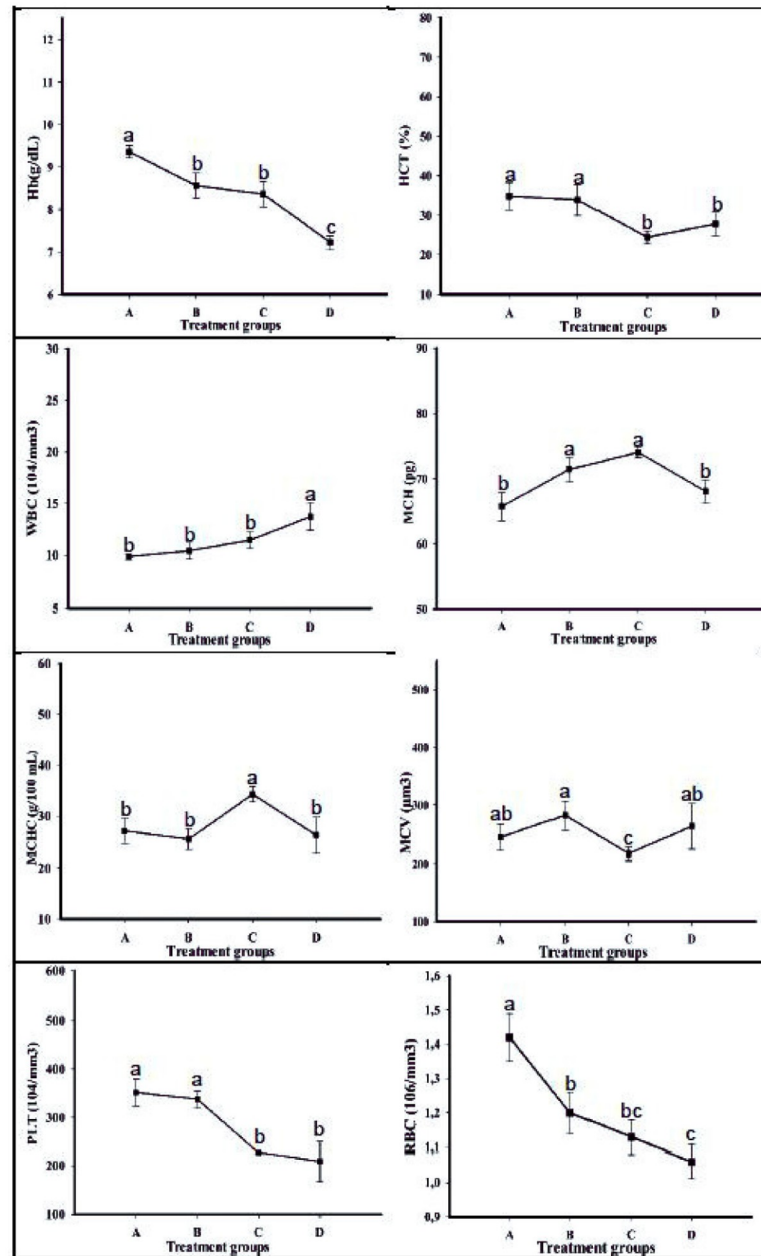 Hb(g/dL)
12
11
10
9
8
7
6
a
b
b
c
A B C D
Treatment groups
HCT (%)
80
70
60
50
40
30
20
10
a
a
b
b
A B C D
Treatment groups
WBC (104/mm3)
30
25
20
15
10
5
b
b
b
a
A B C D
Treatment groups
MCH (pg)
90
80
70
60
50
b
a
a
b
A B C D
Treatment groups
MCHC (g/100 mL)
60
50
40
30
20
10
b
b
a
b
A B C D
Treatment groups
MCV (µm3)
500
400
300
200
100
ab
a
c
ab
A B C D
Treatment groups
PLT (104/mm3)
600
500
400
300
200
100
a
a
b
b
A B C D
Treatment groups
RBC (106/mm3)
1,6
1,5
1,4
1,3
1,2
1,1
1,0
0,9
a
b
bc
c
A B C D
Treatment groups